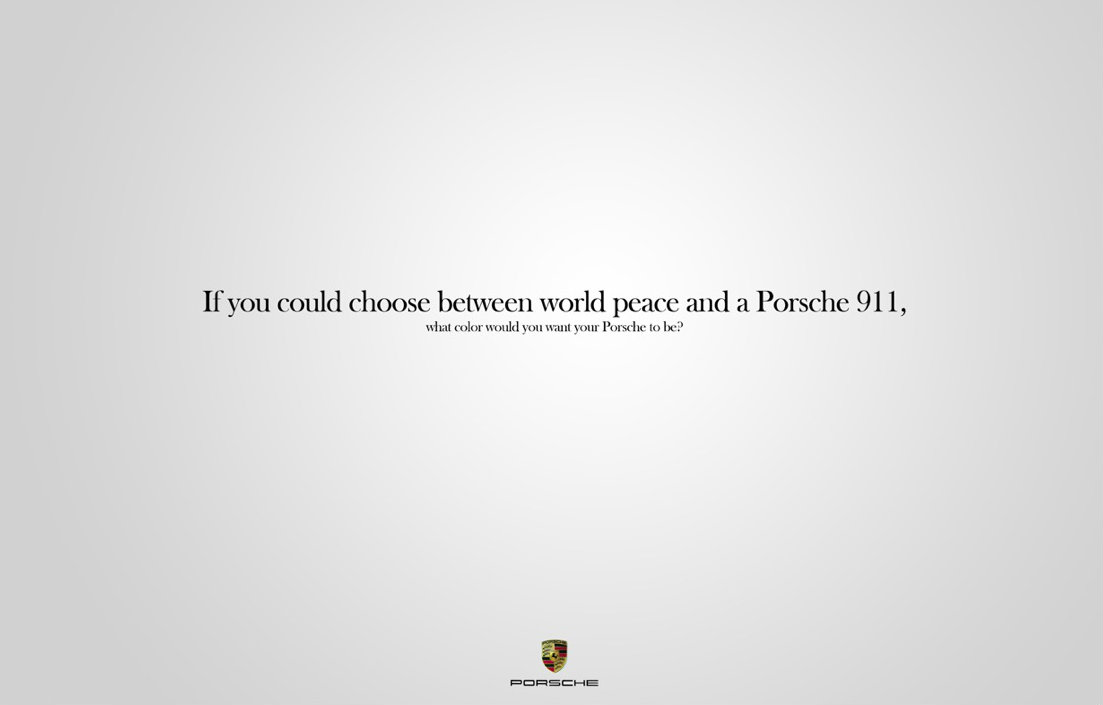 If you could choose between world peace and a Porsche 911,
what color would you want your Porsche to be?
PORSCHE
PORSCHE